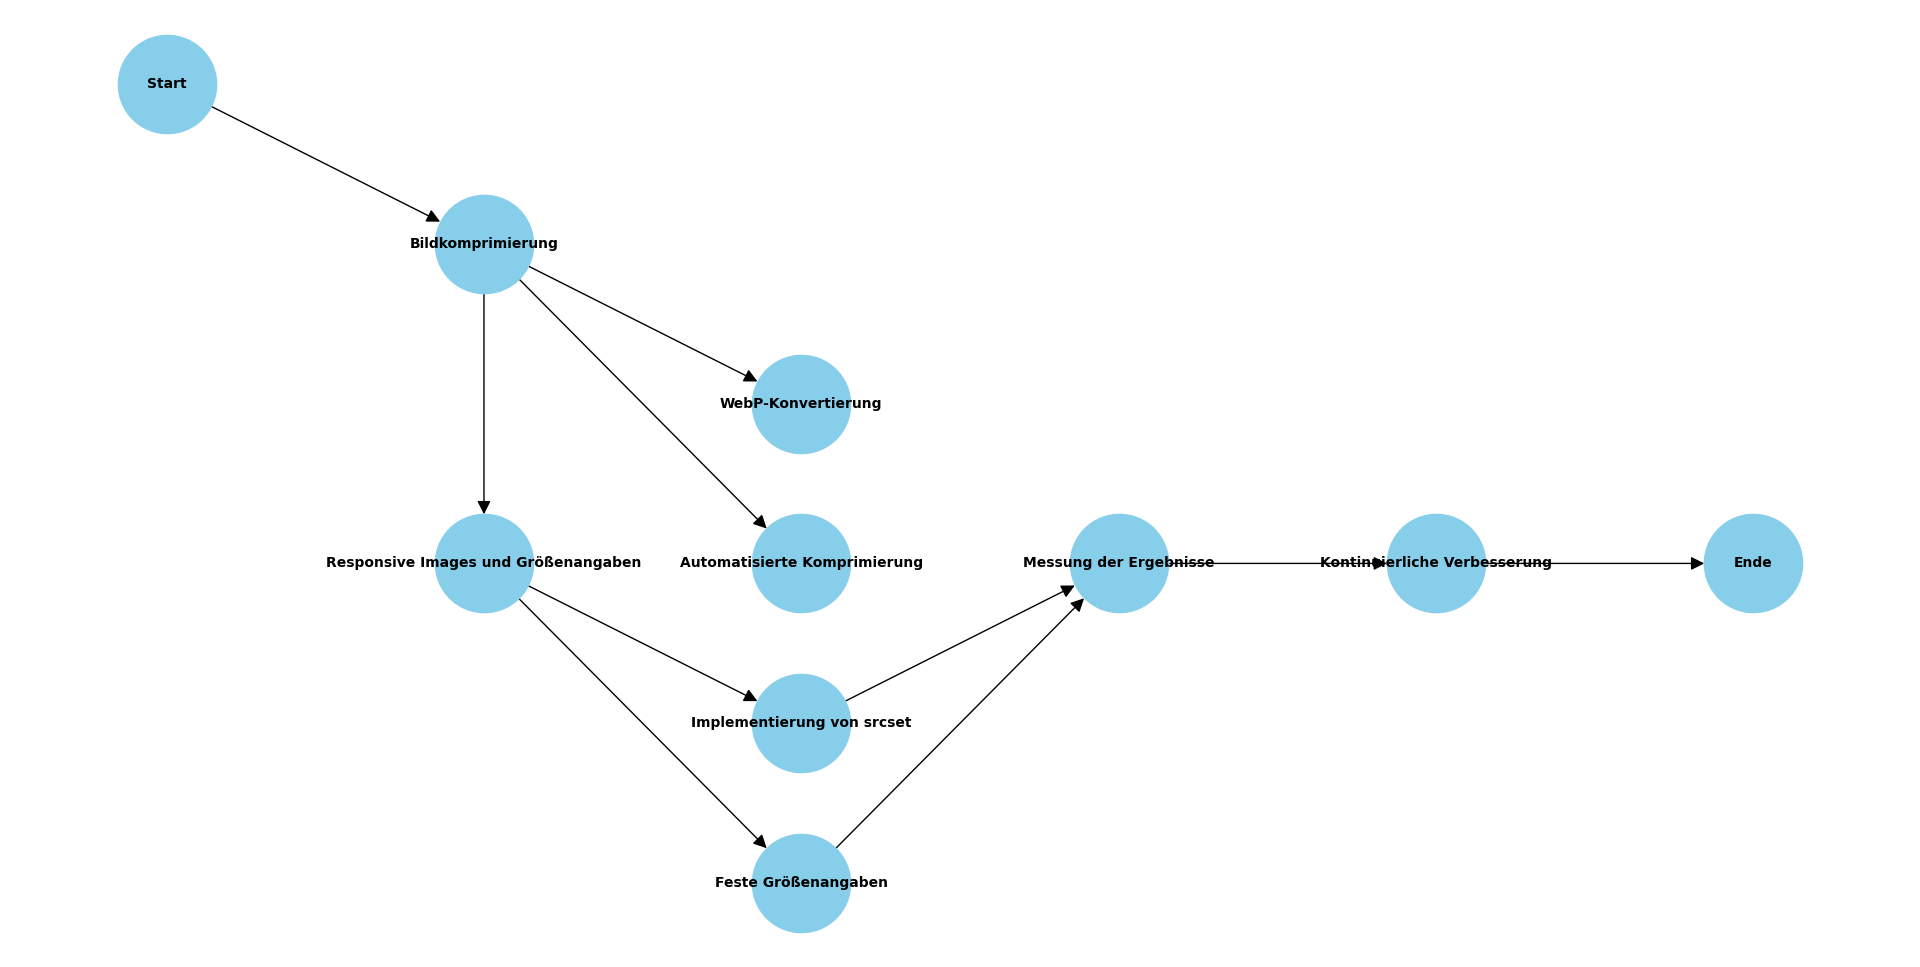 Start
Bildkomprimierung
WebP-Konvertierung
Responsive Images und Größenangaben
Automatisierte Komprimierung
Messung der Ergebnisse
Kontinuierliche Verbesserung
Ende
Implementierung von srcset
Feste Größenangaben